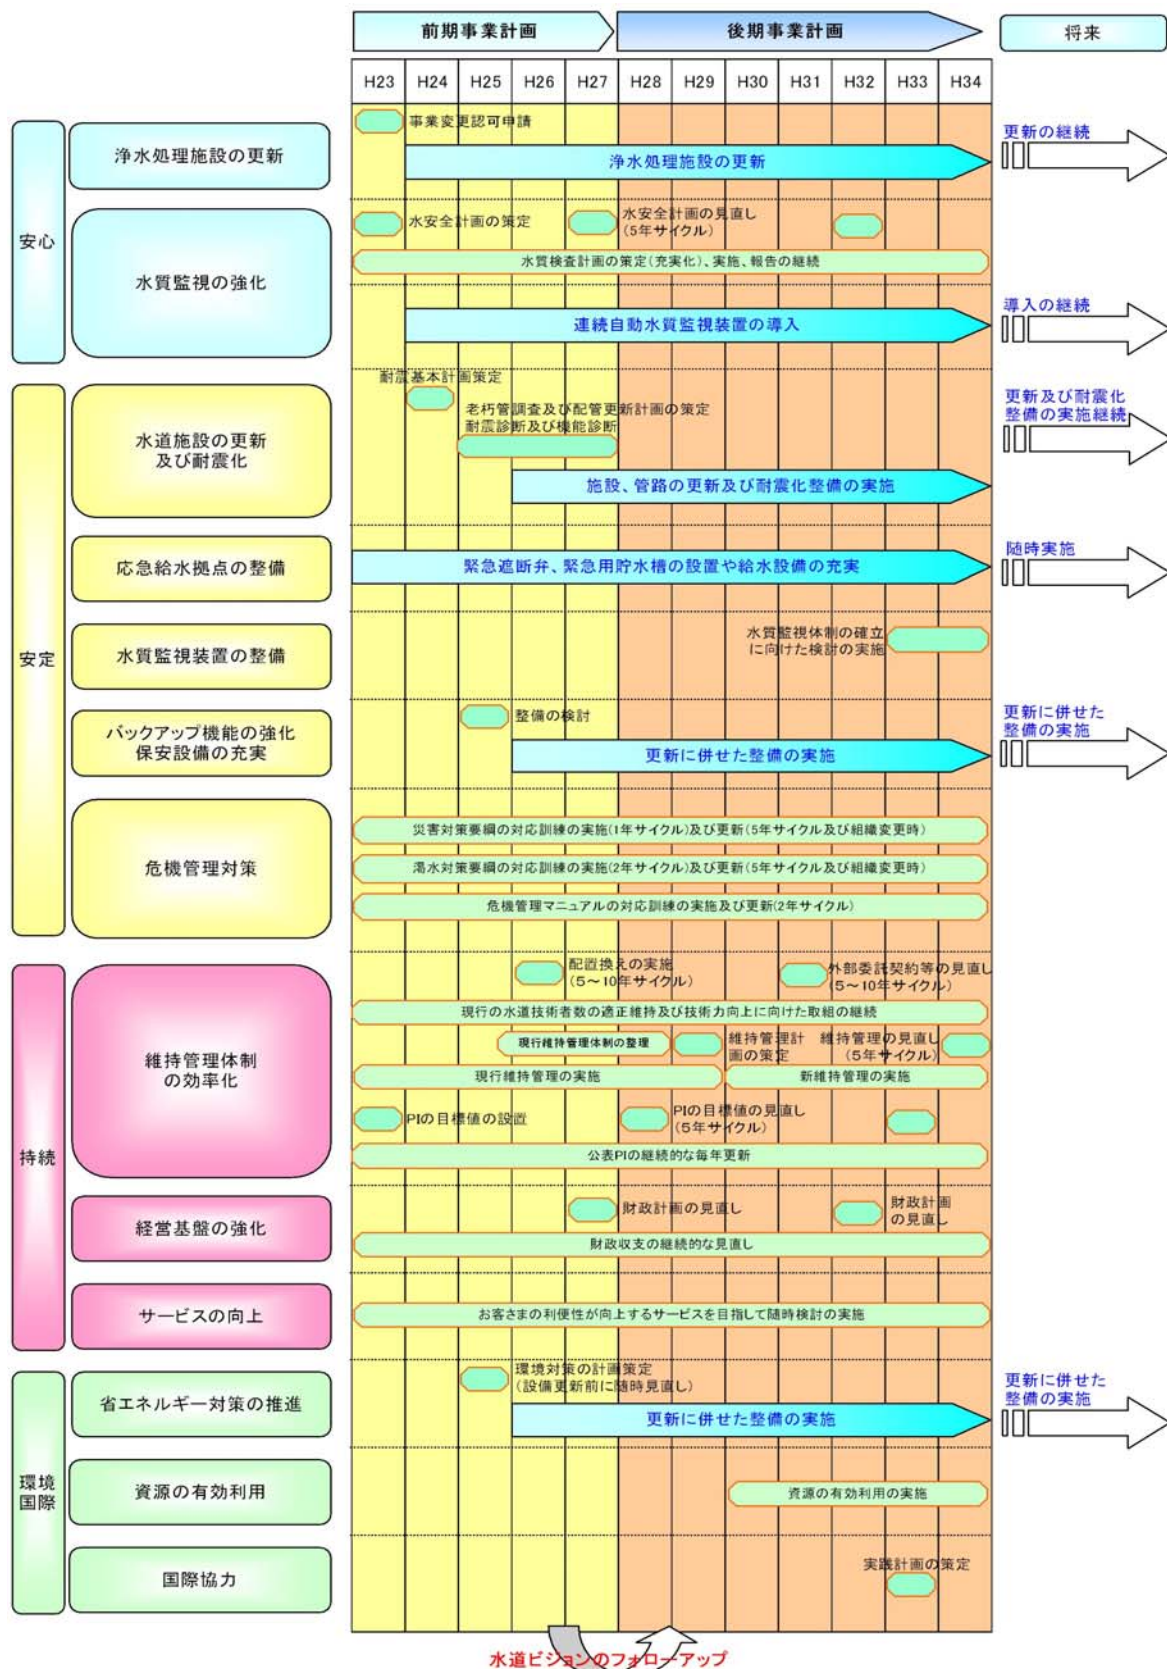 前期事業計画
後期事業計画
将来
H23 H24 H25 H26 H27 H28 H29 H30 H31 H32 H33 H34
安心
浄水処理施設の更新
事業変更認可申請
浄水処理施設の更新
更新の継続
水質監視の強化
水安全計画の策定
水安全計画の見直し
(5年サイクル)
水質検査計画の策定(充実化)、実施、報告の継続
連続自動水質監視装置の導入
導入の継続
安定
水道施設の更新
及び耐震化
耐震基本計画策定
老朽管調査及び配管更新計画の策定
耐震診断及び機能診断
施設、管路の更新及び耐震化整備の実施
更新及び耐震化
整備の実施継続
応急給水拠点の整備
緊急遮断弁、緊急用貯水槽の設置や給水設備の充実
随時実施
水質監視装置の整備
水質監視体制の確立
に向けた検討の実施
バックアップ機能の強化
保安設備の充実
整備の検討
更新に併せた整備の実施
更新に併せた
整備の実施
危機管理対策
災害対策要綱の対応訓練の実施(1年サイクル)及び更新(5年サイクル及び組織変更時)
渇水対策要綱の対応訓練の実施(2年サイクル)及び更新(5年サイクル及び組織変更時)
危機管理マニュアルの対応訓練の実施及び更新(2年サイクル)
持続
維持管理体制
の効率化
配置換えの実施
(5～10年サイクル)
外部委託契約等の見直し
(5～10年サイクル)
現行の水道技術者数の適正維持及び技術力向上に向けた取組の継続
現行維持管理体制の整理
維持管理計
画の策定
維持管理の見直し
(5年サイクル)
現行維持管理の実施
新維持管理の実施
PIの目標値の設置
PIの目標値の見直し
(5年サイクル)
公表PIの継続的な毎年更新
経営基盤の強化
財政計画の見直し
財政計画
の見直し
財政収支の継続的な見直し
サービスの向上
お客さまの利便性が向上するサービスを目指して随時検討の実施
環境
国際
省エネルギー対策の推進
環境対策の計画策定
(設備更新前に随時見直し)
更新に併せた整備の実施
更新に併せた
整備の実施
資源の有効利用
資源の有効利用の実施
国際協力
実践計画の策定
水道ビジョンのフォローアップ